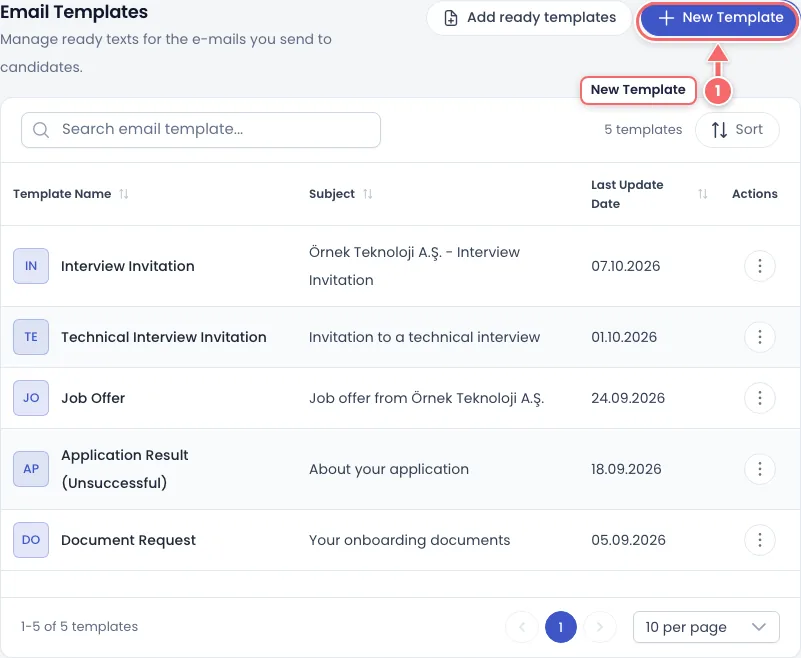 Email Templates
Add ready templates
New Template
Manage ready texts for the e-mails you send to
candidates.
New Template
1
Search email template...
5 templates
Sort
Template Name
Subject
Last Update
Date
Actions
IN
Interview Invitation
Örnek Teknoloji A.Ş. - Interview
Invitation
07.10.2026
TE
Technical Interview Invitation
Invitation to a technical interview
01.10.2026
JO
Job Offer
Job offer from Örnek Teknoloji A.Ş.
24.09.2026
AP
Application Result
(Unsuccessful)
About your application
18.09.2026
DO
Document Request
Your onboarding documents
05.09.2026
1-5 of 5 templates
1
10 per page